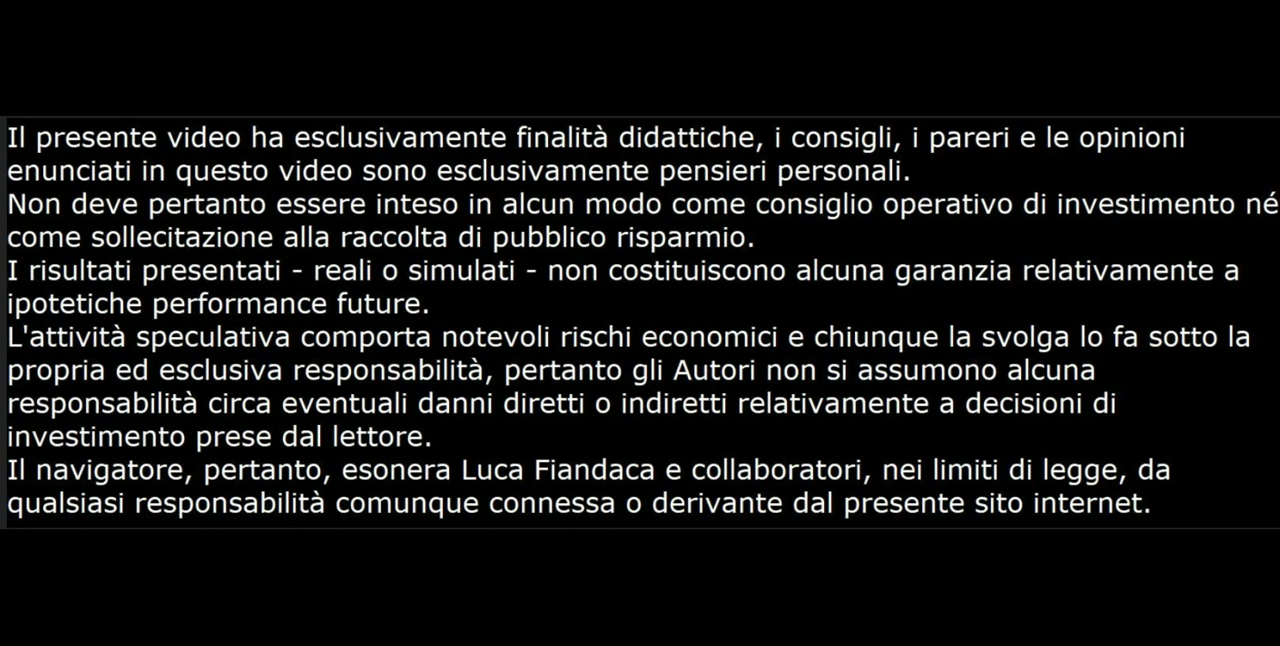 Il presente video ha esclusivamente finalità didattiche, i consigli, i pareri e le opinioni
enunciati in questo video sono esclusivamente pensieri personali.
Non deve pertanto essere inteso in alcun modo come consiglio operativo di investimento né
come sollecitazione alla raccolta di pubblico risparmio.
I risultati presentati - reali o simulati - non costituiscono alcuna garanzia relativamente a
ipotetiche performance future.
L'attività speculativa comporta notevoli rischi economici e chiunque la svolga lo fa sotto la
propria ed esclusiva responsabilità, pertanto gli Autori non si assumono alcuna
responsabilità circa eventuali danni diretti o indiretti relativamente a decisioni di
investimento prese dal lettore.
Il navigatore, pertanto, esonera Luca Fiandaca e collaboratori, nei limiti di legge, da
qualsiasi responsabilità comunque connessa o derivante dal presente sito internet.